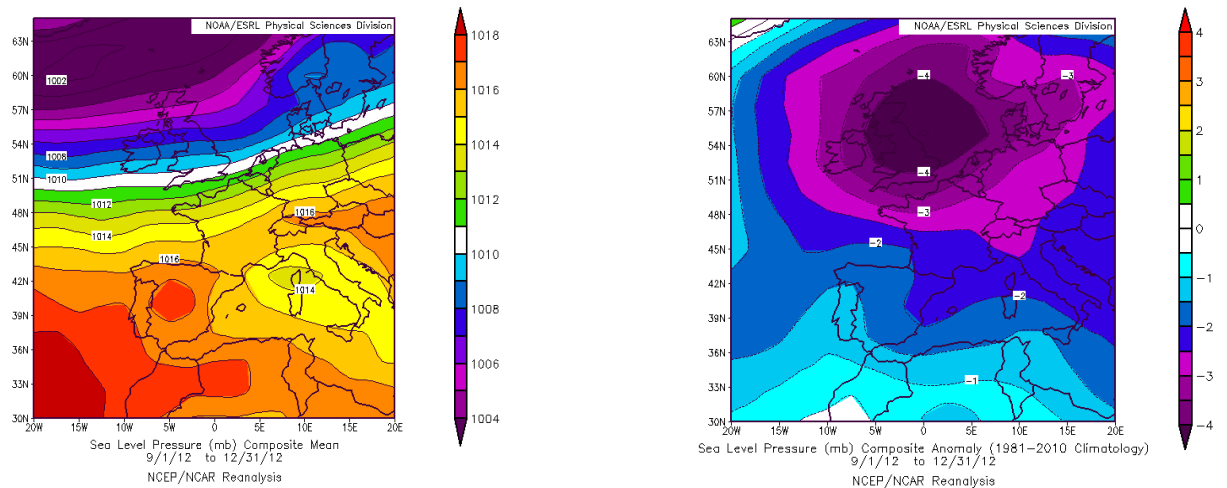 NOAA/ESRL Physical Sciences Division
63N
60N
57N
54N
51N
48N
45N
42N
39N
36N
33N
30N
20W
15W
10W
5W
0
5E
10E
15E
20E
1002
1008
1010
1012
1014
1016
1016
1014
1018
1016
1014
1012
1010
1008
1006
1004
Sea Level Pressure (mb) Composite Mean
9/1/12 to 12/31/12
NCEP/NCAR Reanalysis
NOAA/ESRL Physical Sciences Division
63N
60N
57N
54N
51N
48N
45N
42N
39N
36N
33N
30N
20W
15W
10W
5W
0
5E
10E
15E
20E
-4
-3
-4
-3
-2
-2
-1
4
3
2
1
0
-1
-2
-3
-4
Sea Level Pressure (mb) Composite Anomaly (1981-2010 Climatology)
9/1/12 to 12/31/12
NCEP/NCAR Reanalysis